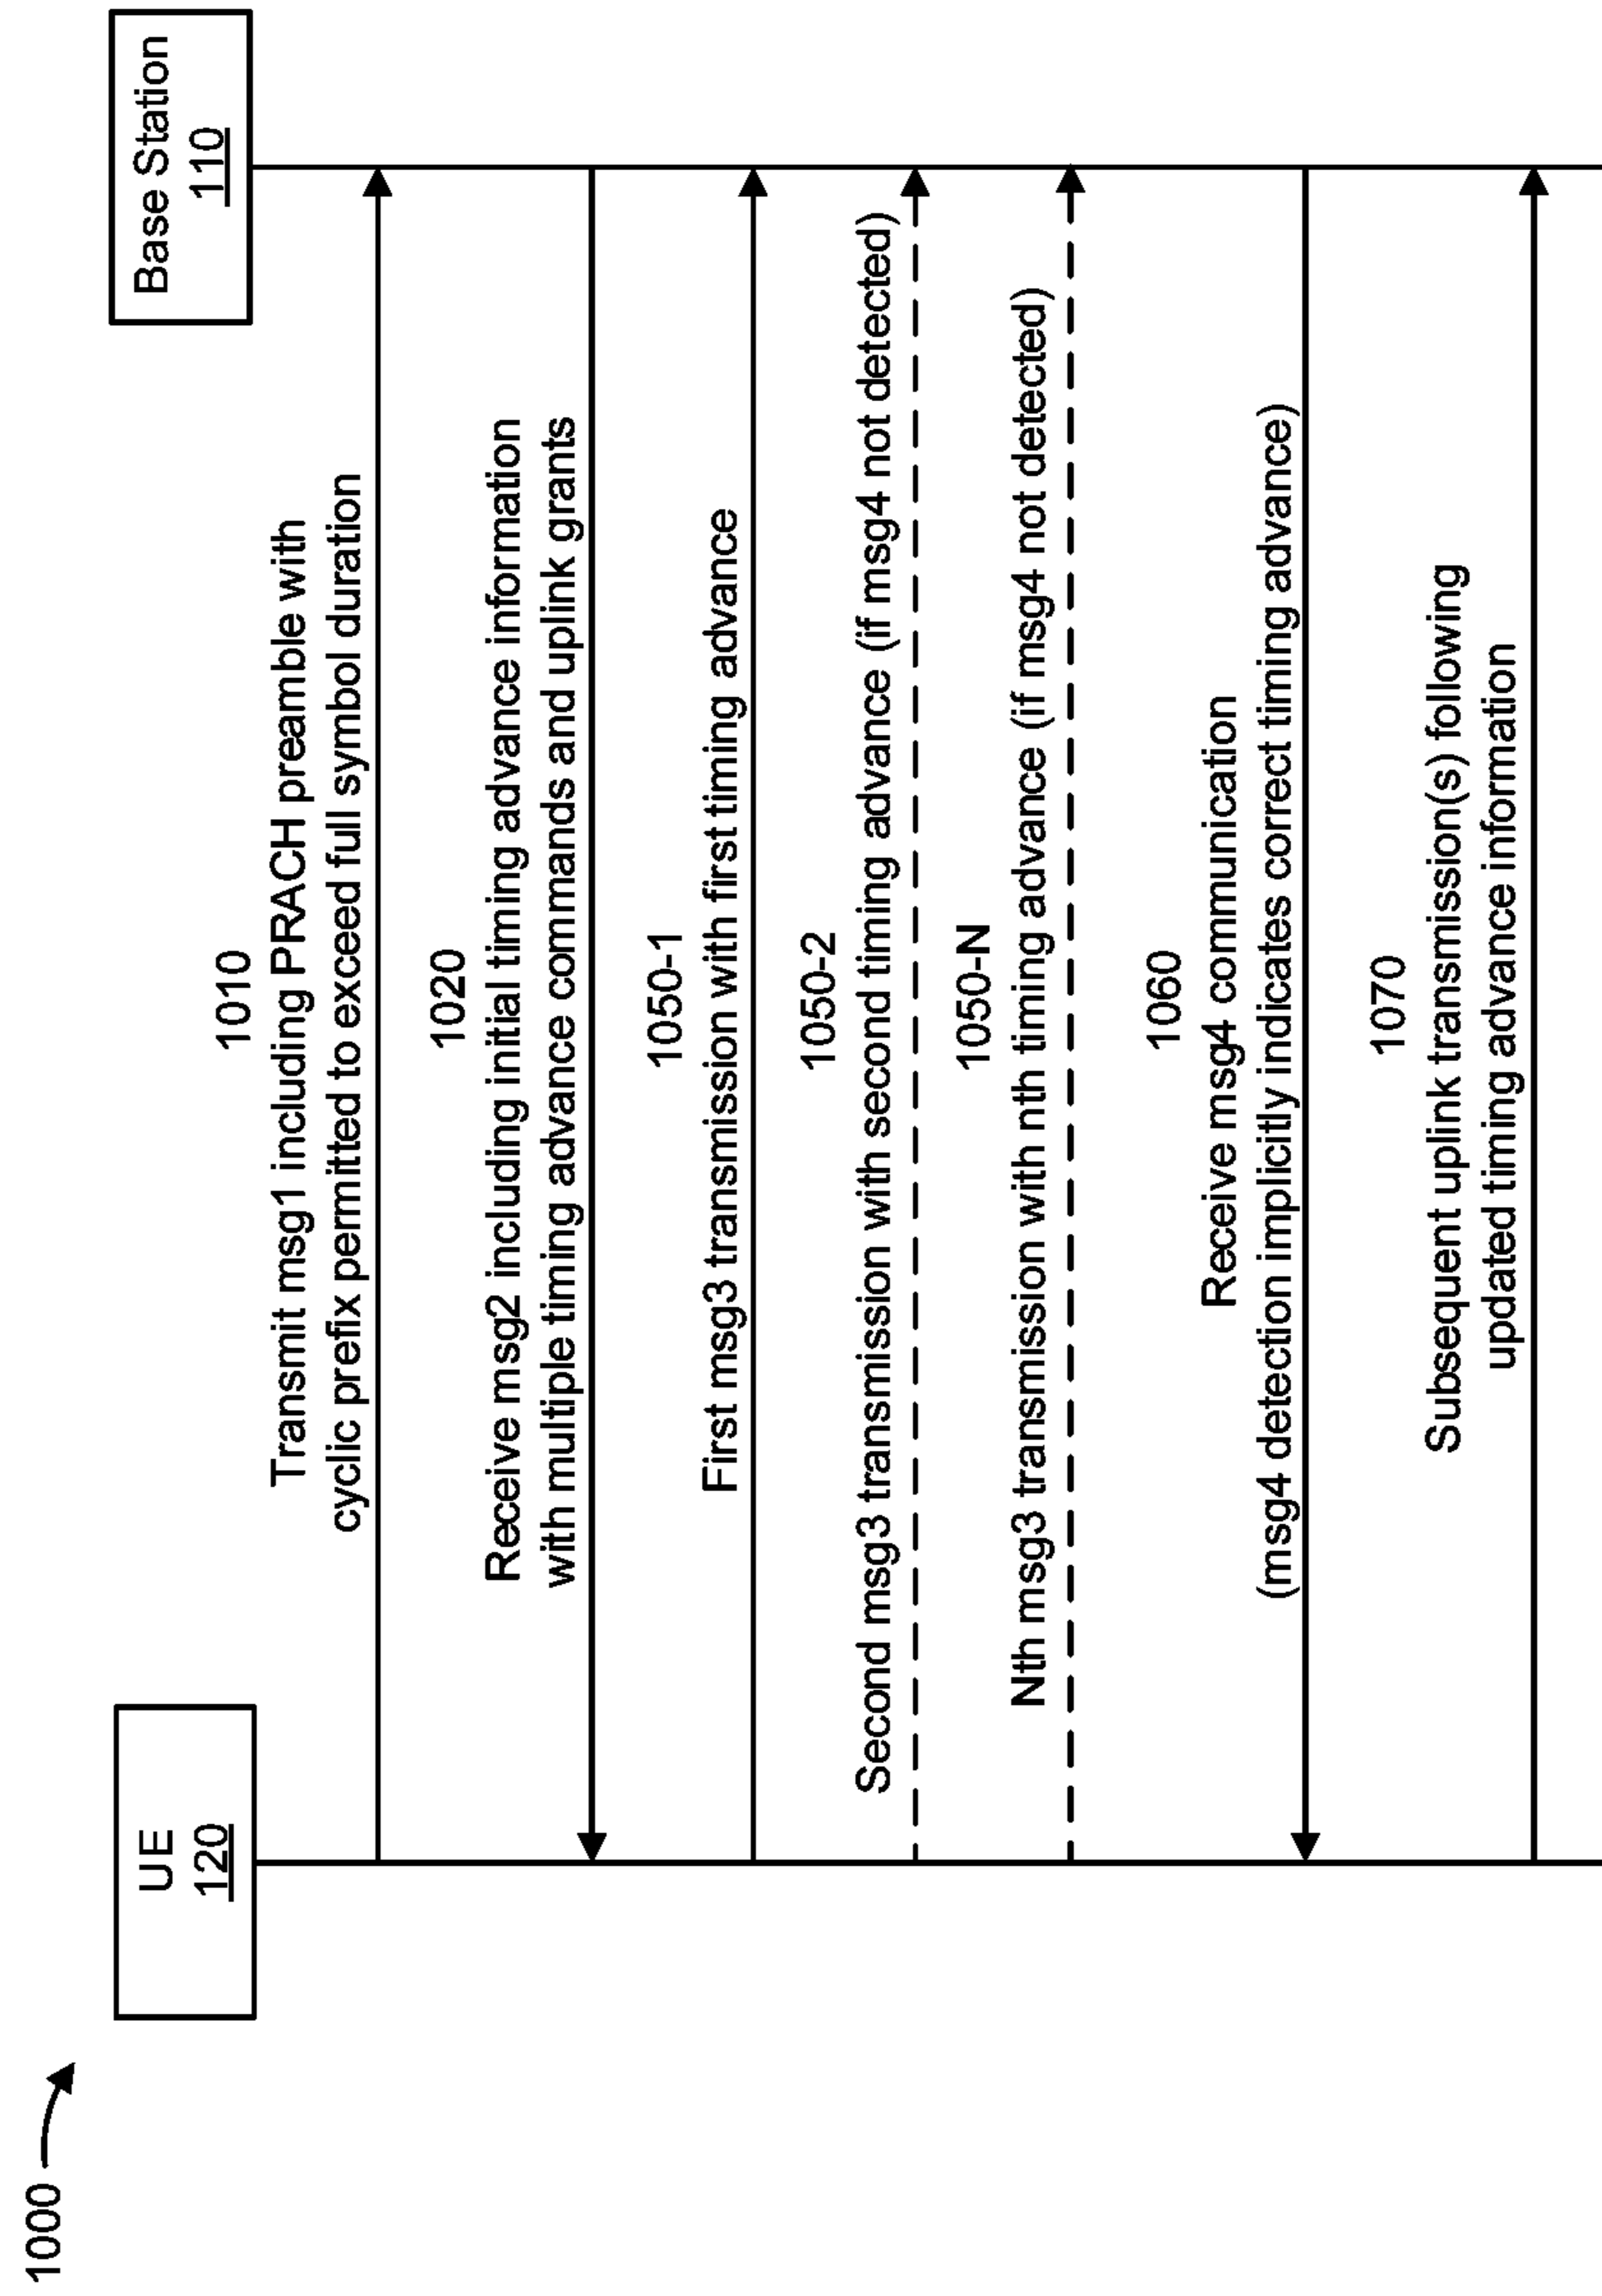 1000
UE
120
Base Station
110
1010
Transmit msg1 including PRACH preamble with
cyclic prefix permitted to exceed full symbol duration
1020
Receive msg2 including initial timing advance information
with multiple timing advance commands and uplink grants
1050-1
First msg3 transmission with first timing advance
1050-2
Second msg3 transmission with second timing advance (if msg4 not detected)
1050-N
Nth msg3 transmission with nth timing advance (if msg4 not detected)
1060
Receive msg4 communication
(msg4 detection implicitly indicates correct timing advance)
1070
Subsequent uplink transmission(s) following
updated timing advance information